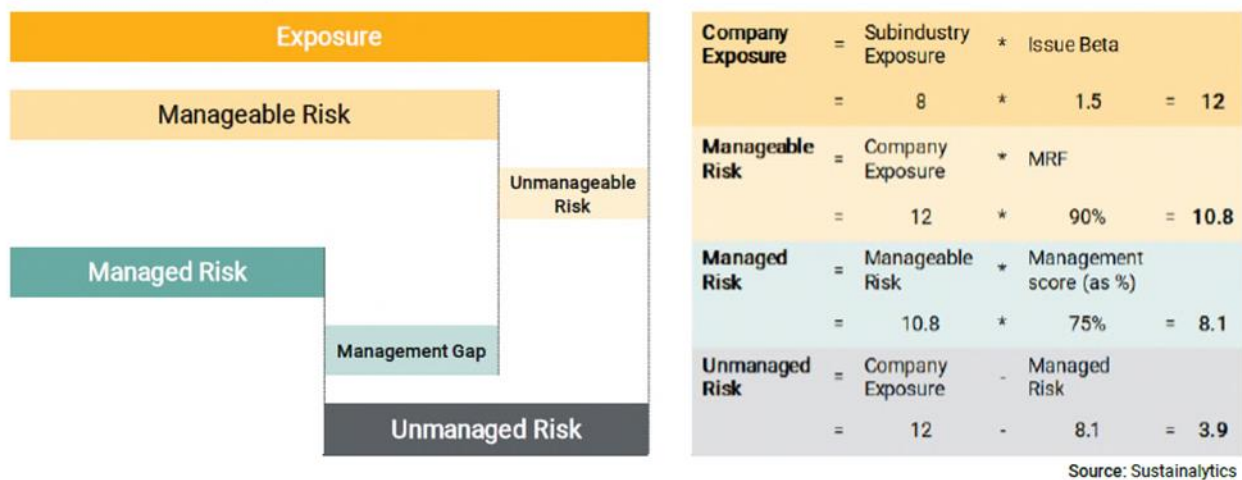 Exposure
Manageable Risk
Unmanageable
Risk
Managed Risk
Management Gap
Unmanaged Risk
Company Exposure = Subindustry Exposure * Issue Beta
= 8 * 1.5 = 12
Manageable Risk = Company Exposure * MRF
= 12 * 90% = 10.8
Managed Risk = Manageable Risk * Management score (as %)
= 10.8 * 75% = 8.1
Unmanaged Risk = Company Exposure - Managed Risk
= 12 - 8.1 = 3.9
Source: Sustainalytics